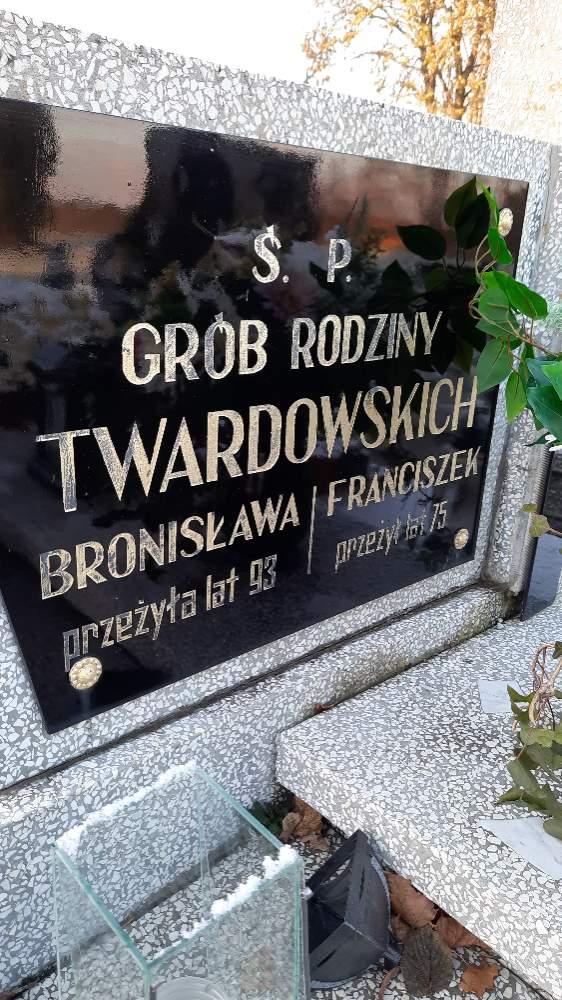 Ś. P.
GRÓB RODZINY
TWARDOWSKICH
BRONISŁAWA | FRANCISZEK
przeżyła lat 93 | przeżył lat 75